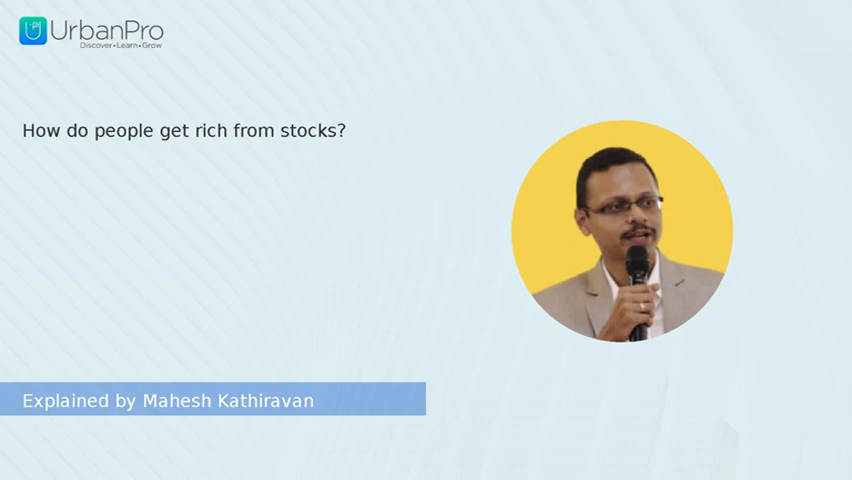 UrbanPro
Discover•Learn•Grow
How do people get rich from stocks?
Explained by Mahesh Kathiravan